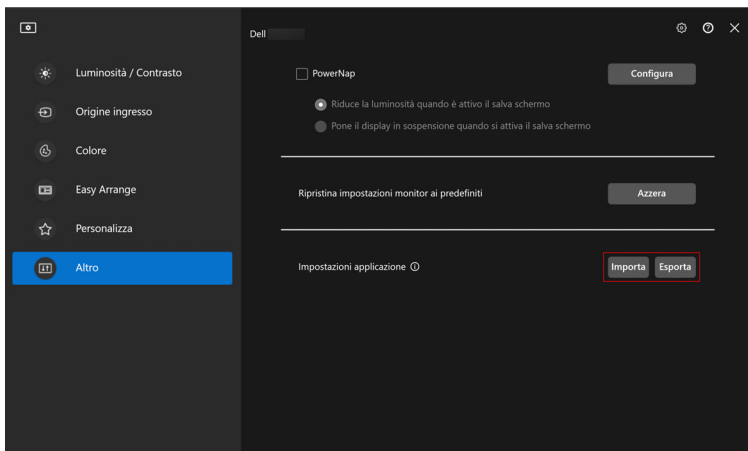 Dell
Luminosità / Contrasto
Origine ingresso
Colore
Easy Arrange
Personalizza
Altro
PowerNap
Configura
Riduce la luminosità quando è attivo il salva schermo
Pone il display in sospensione quando si attiva il salva schermo
Ripristina impostazioni monitor ai predefiniti
Azzera
Impostazioni applicazione
Importa
Esporta